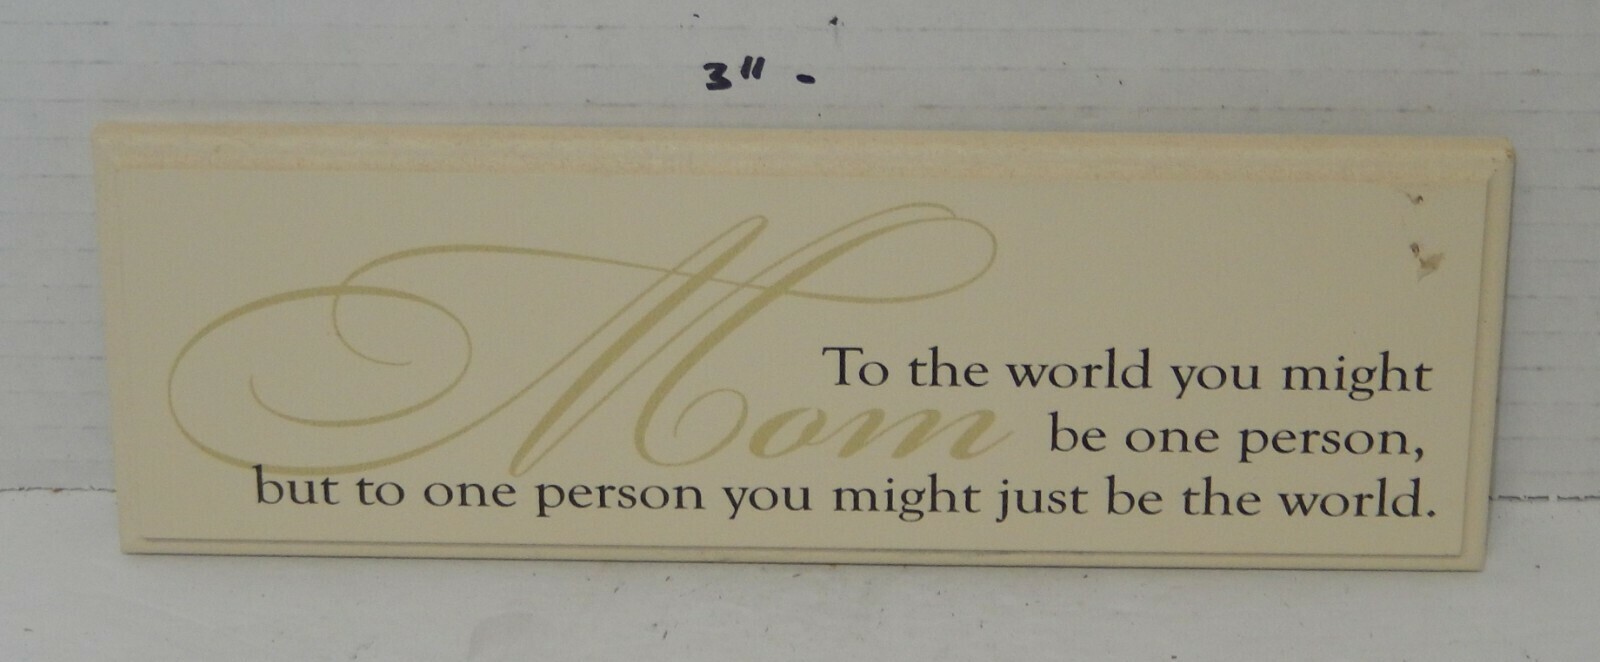 3" -
Mom
To the world you might
be one person,
but to one person you might just be the world.